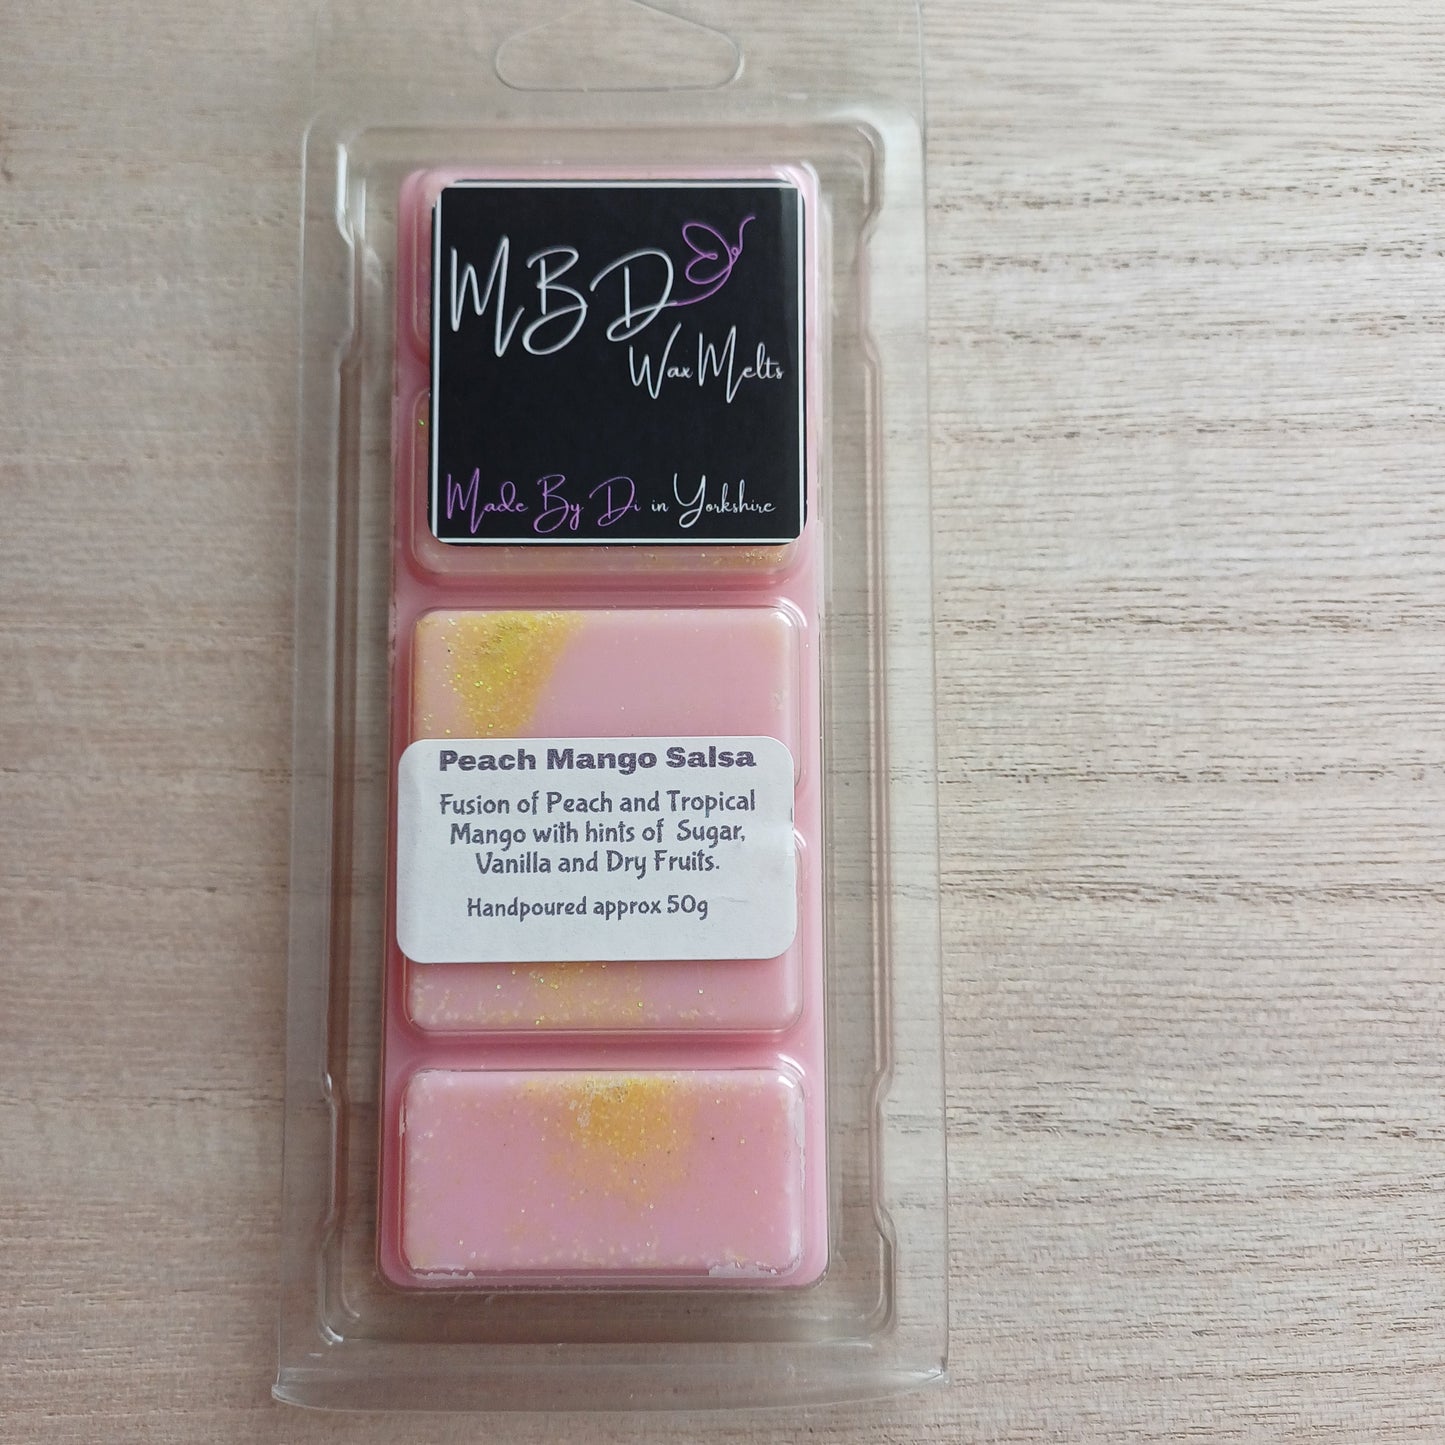 MBD
Wax Melts
Made By Di in Yorkshire
Peach Mango Salsa
Fusion of Peach and Tropical
Mango with hints of Sugar,
Vanilla and Dry Fruits.
Handpoured approx 50g